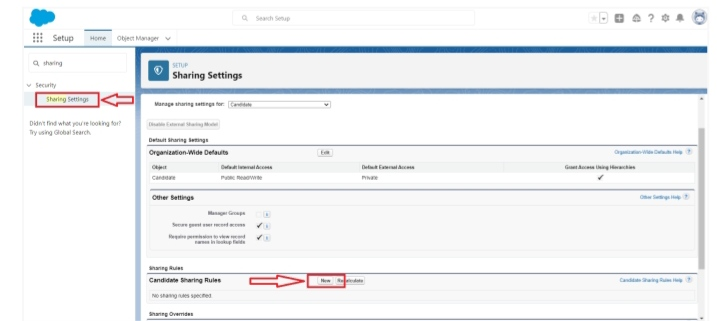 Search Setup
Setup Home Object Manager
sharing
Security
Sharing Settings
Didn't find what you're looking for?
Try using Global Search.
SETUP
Sharing Settings
Manage sharing settings for: Candidate
Disable External Sharing Model
Default Sharing Settings
Organization-Wide Defaults Edit Organization-Wide Defaults Help ?
Object Default Internal Access Default External Access Grant Access Using Hierarchies
Candidate Public Read/Write Private
Other Settings Other Settings Help ?
Manager Groups i
Secure guest user record access i
Require permission to view record i
names in lookup fields
Sharing Rules
Candidate Sharing Rules New Recalculate Candidate Sharing Rules Help ?
No sharing rules specified.
Sharing Overrides